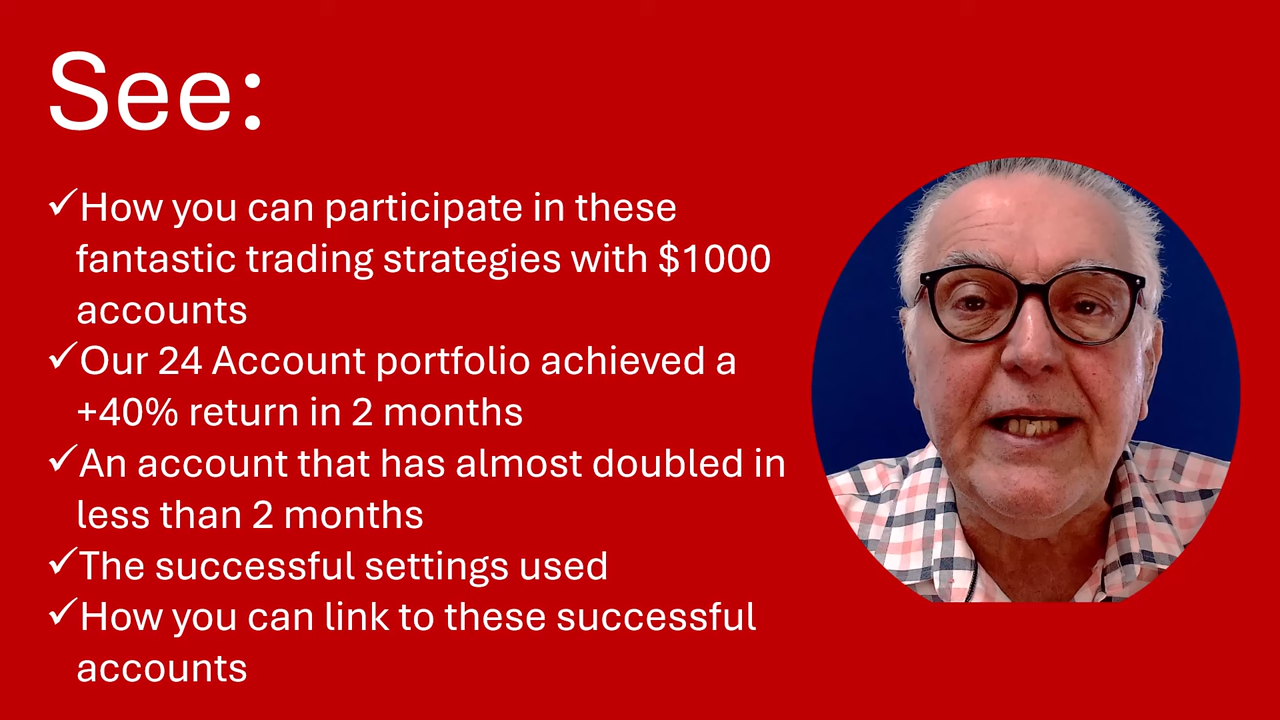 See:
✓How you can participate in these
fantastic trading strategies with $1000
accounts
✓Our 24 Account portfolio achieved a
+40% return in 2 months
✓An account that has almost doubled in
less than 2 months
✓The successful settings used
✓How you can link to these successful
accounts